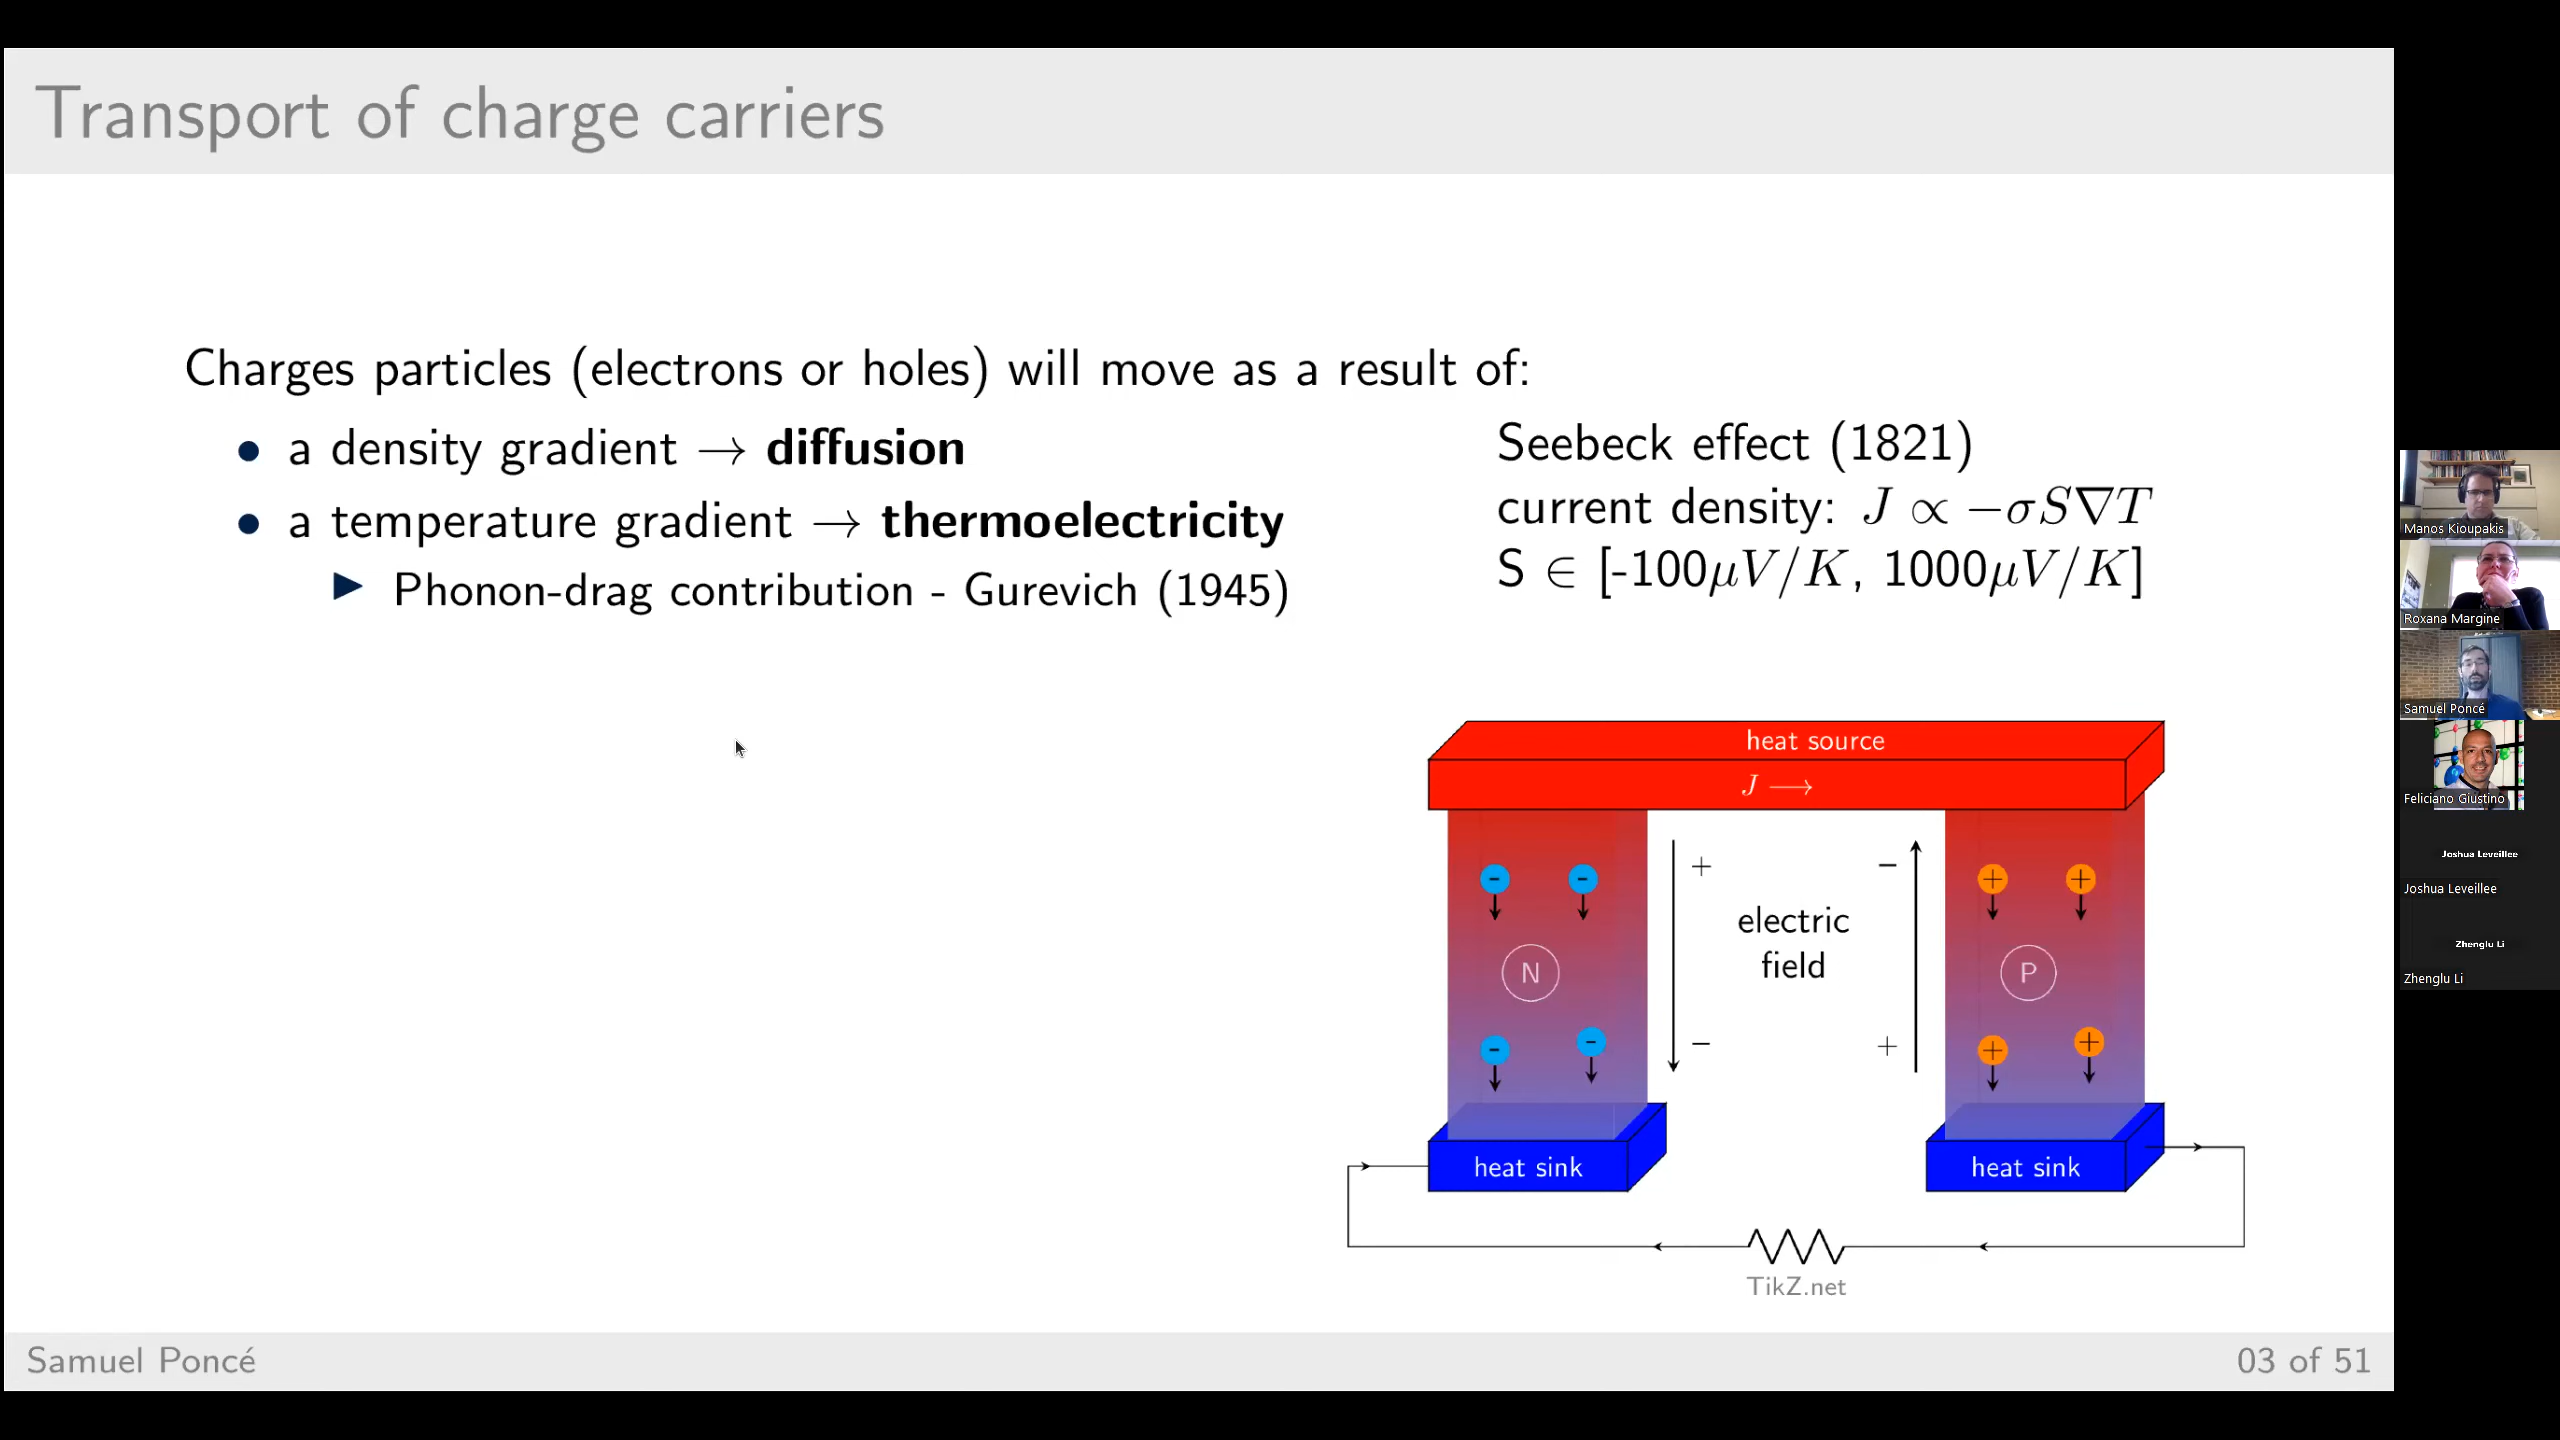 Transport of charge carriers
Charges particles (electrons or holes) will move as a result of:
• a density gradient → diffusion
• a temperature gradient → thermoelectricity
▶ Phonon-drag contribution - Gurevich (1945)
Seebeck effect (1821)
current density: J ∝ −σS∇T
S ∈ [-100μV/K, 1000μV/K]
heat source
J ⟶
+
−
electric
field
−
+
- -
N
- -
+ +
P
+ +
heat sink
heat sink
TikZ.net
Samuel Poncé
03 of 51
Manos Kioupakis
Roxana Margine
Samuel Poncé
Feliciano Giustino
Joshua Leveillee
Joshua Leveillee
Zhenglu Li
Zhenglu Li